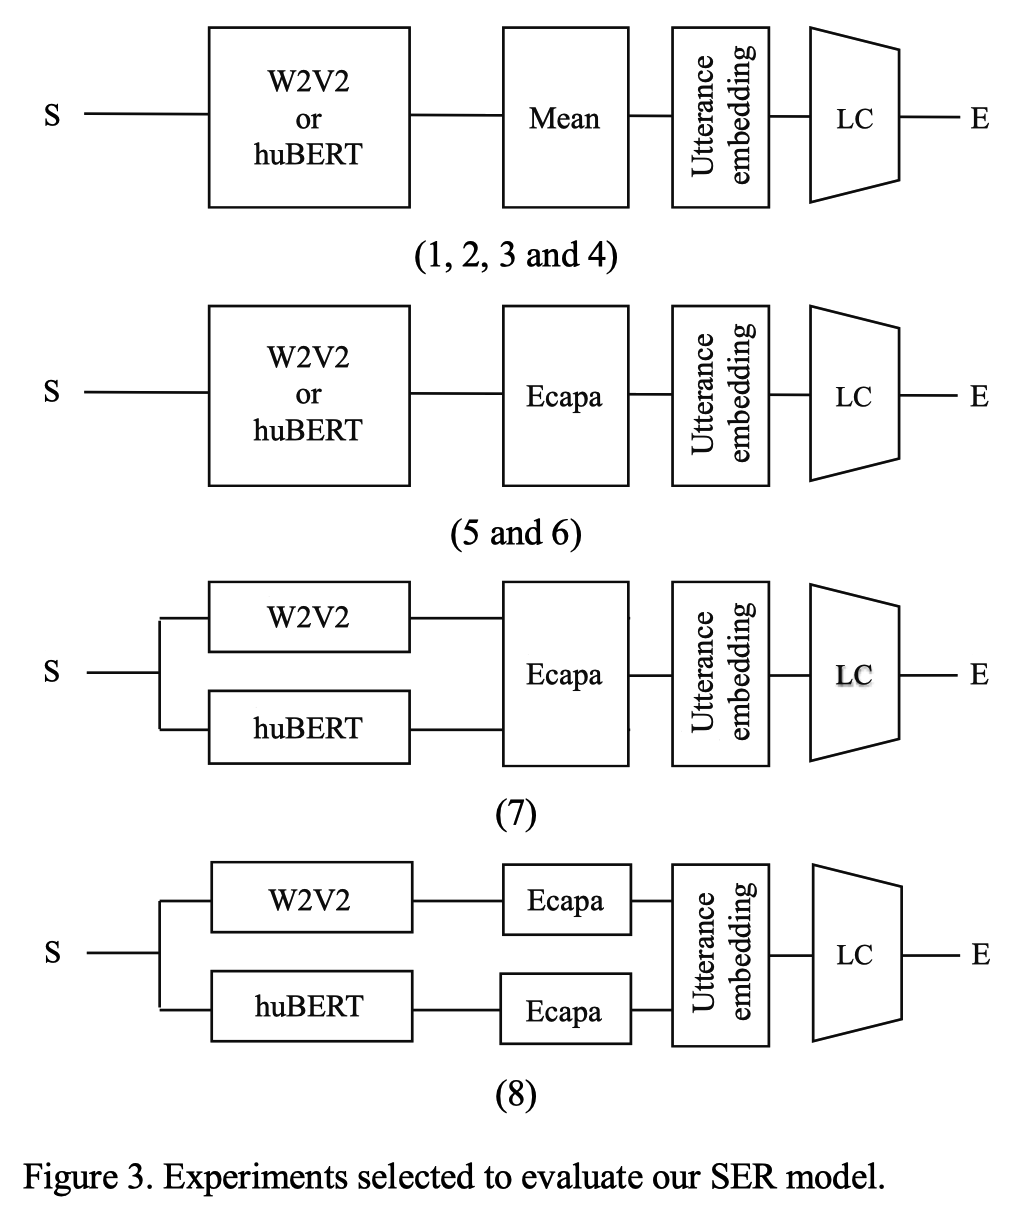 S
W2V2
or
huBERT
Mean
Utterance
embedding
LC
E
(1, 2, 3 and 4)
S
W2V2
or
huBERT
Ecapa
Utterance
embedding
LC
E
(5 and 6)
S
W2V2
huBERT
Ecapa
Utterance
embedding
LC
E
(7)
S
W2V2
huBERT
Ecapa
Ecapa
Utterance
embedding
LC
E
(8)
Figure 3. Experiments selected to evaluate our SER model.